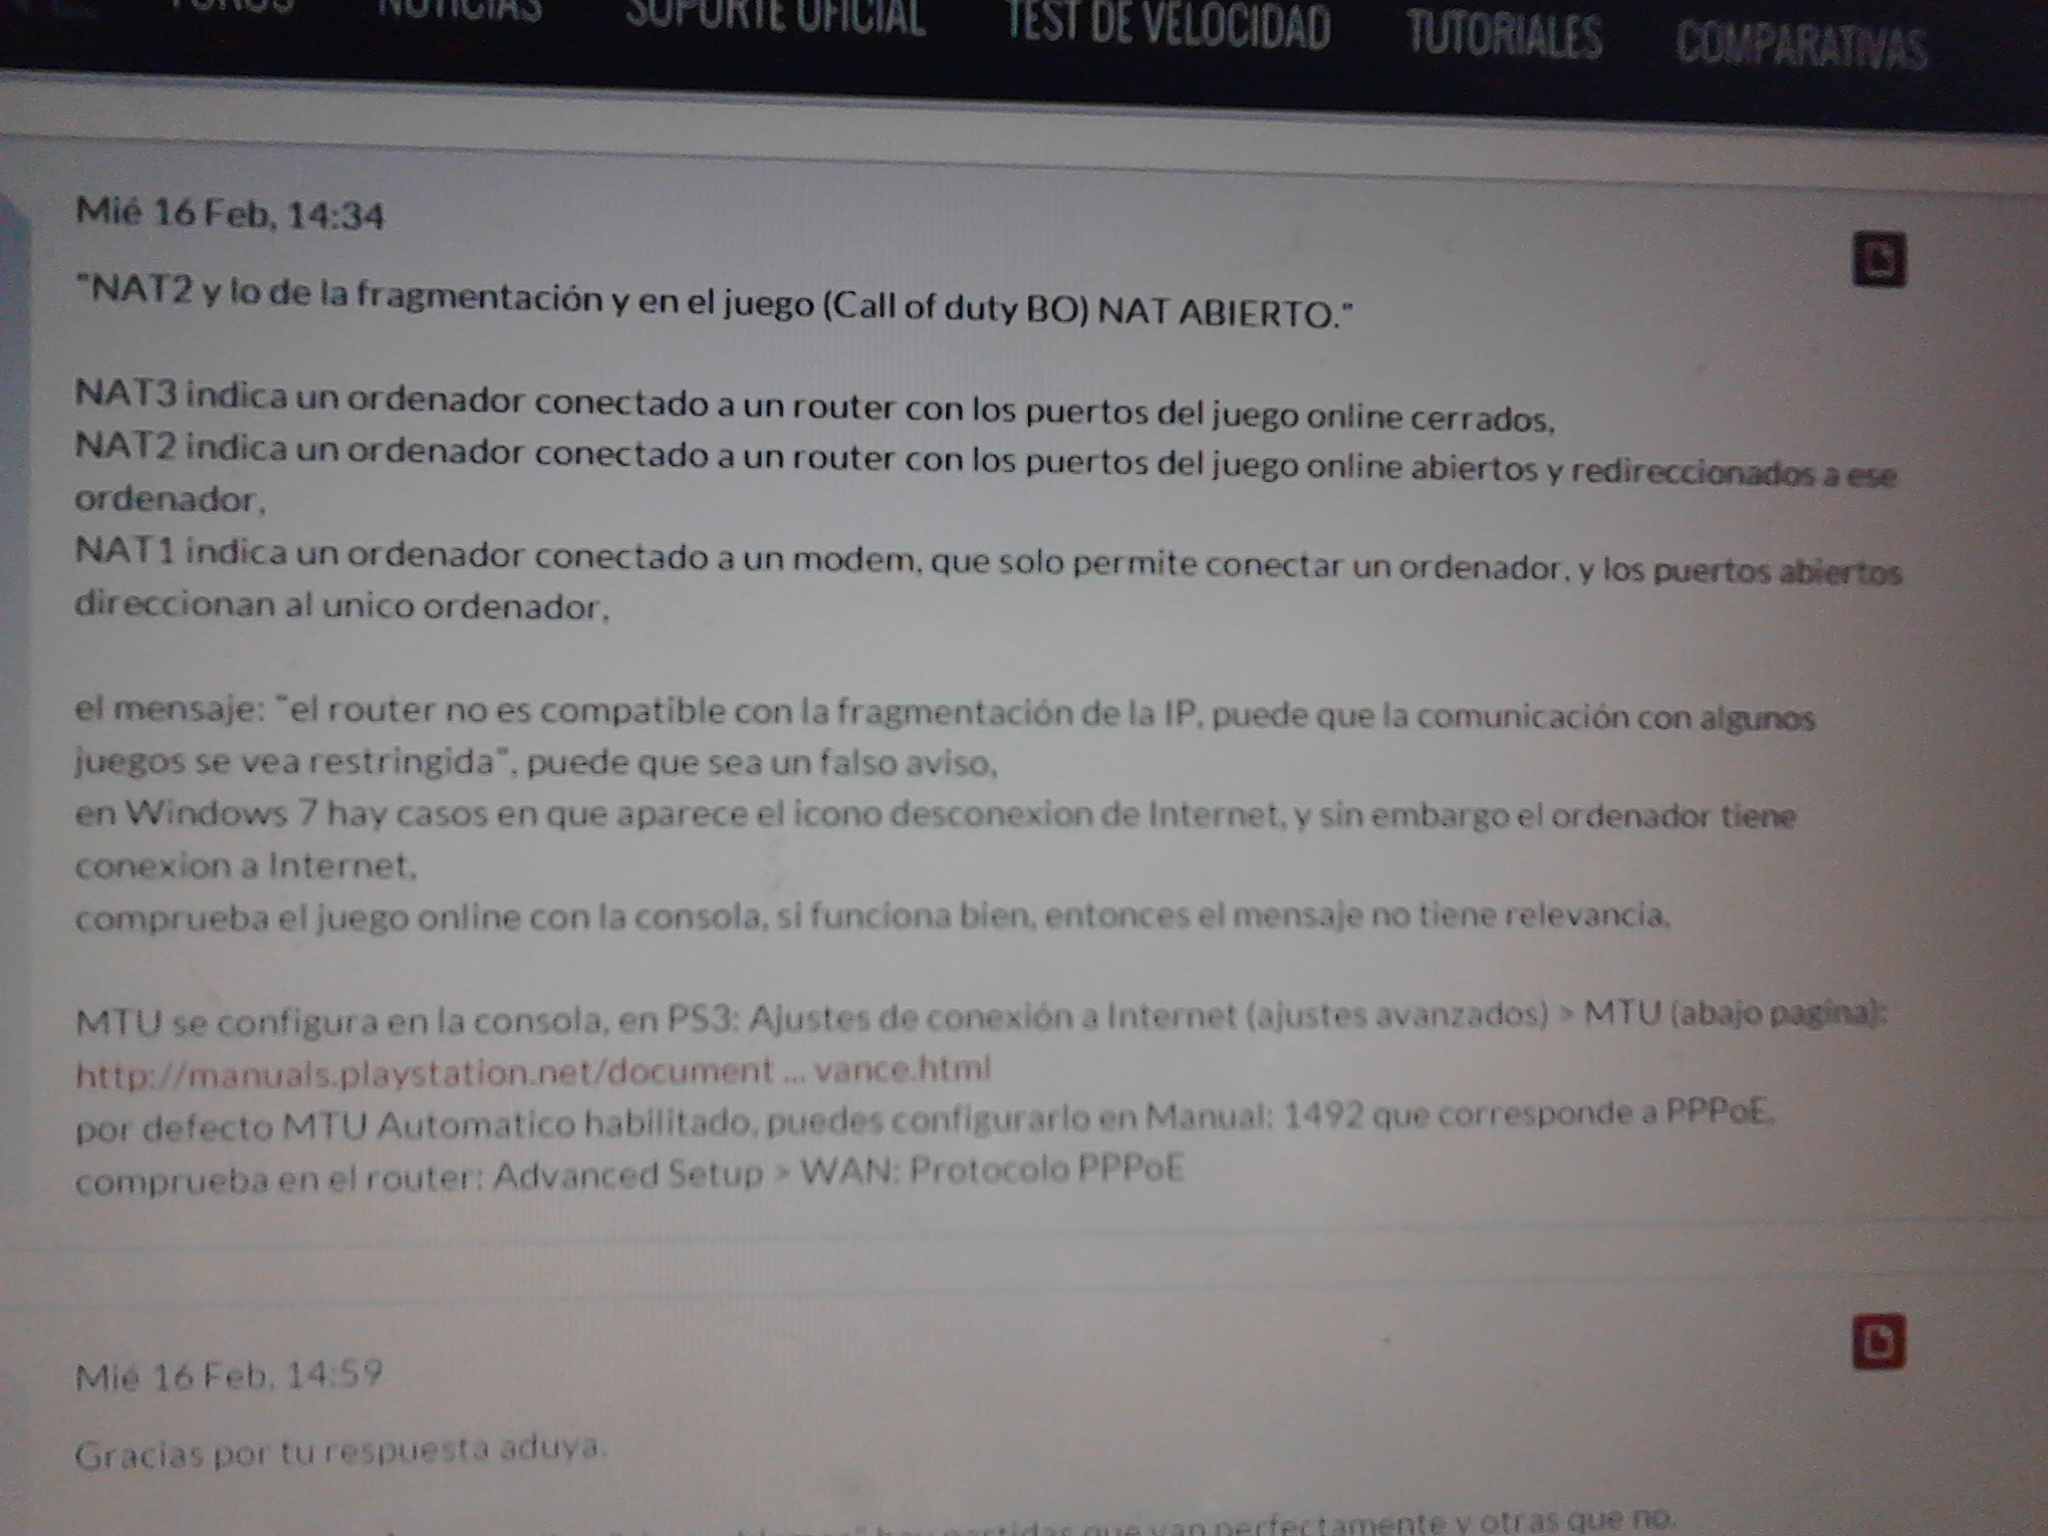 NOTICIAS SOPORTE OFICIAL TEST DE VELOCIDAD TUTORIALES COMPARATIVAS
Mié 16 Feb, 14:34
"NAT2 y lo de la fragmentación y en el juego (Call of duty BO) NAT ABIERTO."
NAT3 indica un ordenador conectado a un router con los puertos del juego online cerrados,
NAT2 indica un ordenador conectado a un router con los puertos del juego online abiertos y redireccionados a ese
ordenador,
NAT1 indica un ordenador conectado a un modem, que solo permite conectar un ordenador, y los puertos abiertos
direccionan al unico ordenador,
el mensaje: "el router no es compatible con la fragmentación de la IP, puede que la comunicación con algunos
juegos se vea restringida", puede que sea un falso aviso,
en Windows 7 hay casos en que aparece el icono desconexion de Internet, y sin embargo el ordenador tiene
conexion a Internet,
comprueba el juego online con la consola, si funciona bien, entonces el mensaje no tiene relevancia,
MTU se configura en la consola, en PS3: Ajustes de conexión a Internet (ajustes avanzados) > MTU (abajo pagina):
http://manuals.playstation.net/document ... vance.html
por defecto MTU Automatico habilitado, puedes configurarlo en Manual: 1492 que corresponde a PPPoE,
comprueba en el router: Advanced Setup > WAN: Protocolo PPPoE
Mié 16 Feb, 14:59
Gracias por tu respuesta aduya.
partidas que van perfectamente y otras que no.